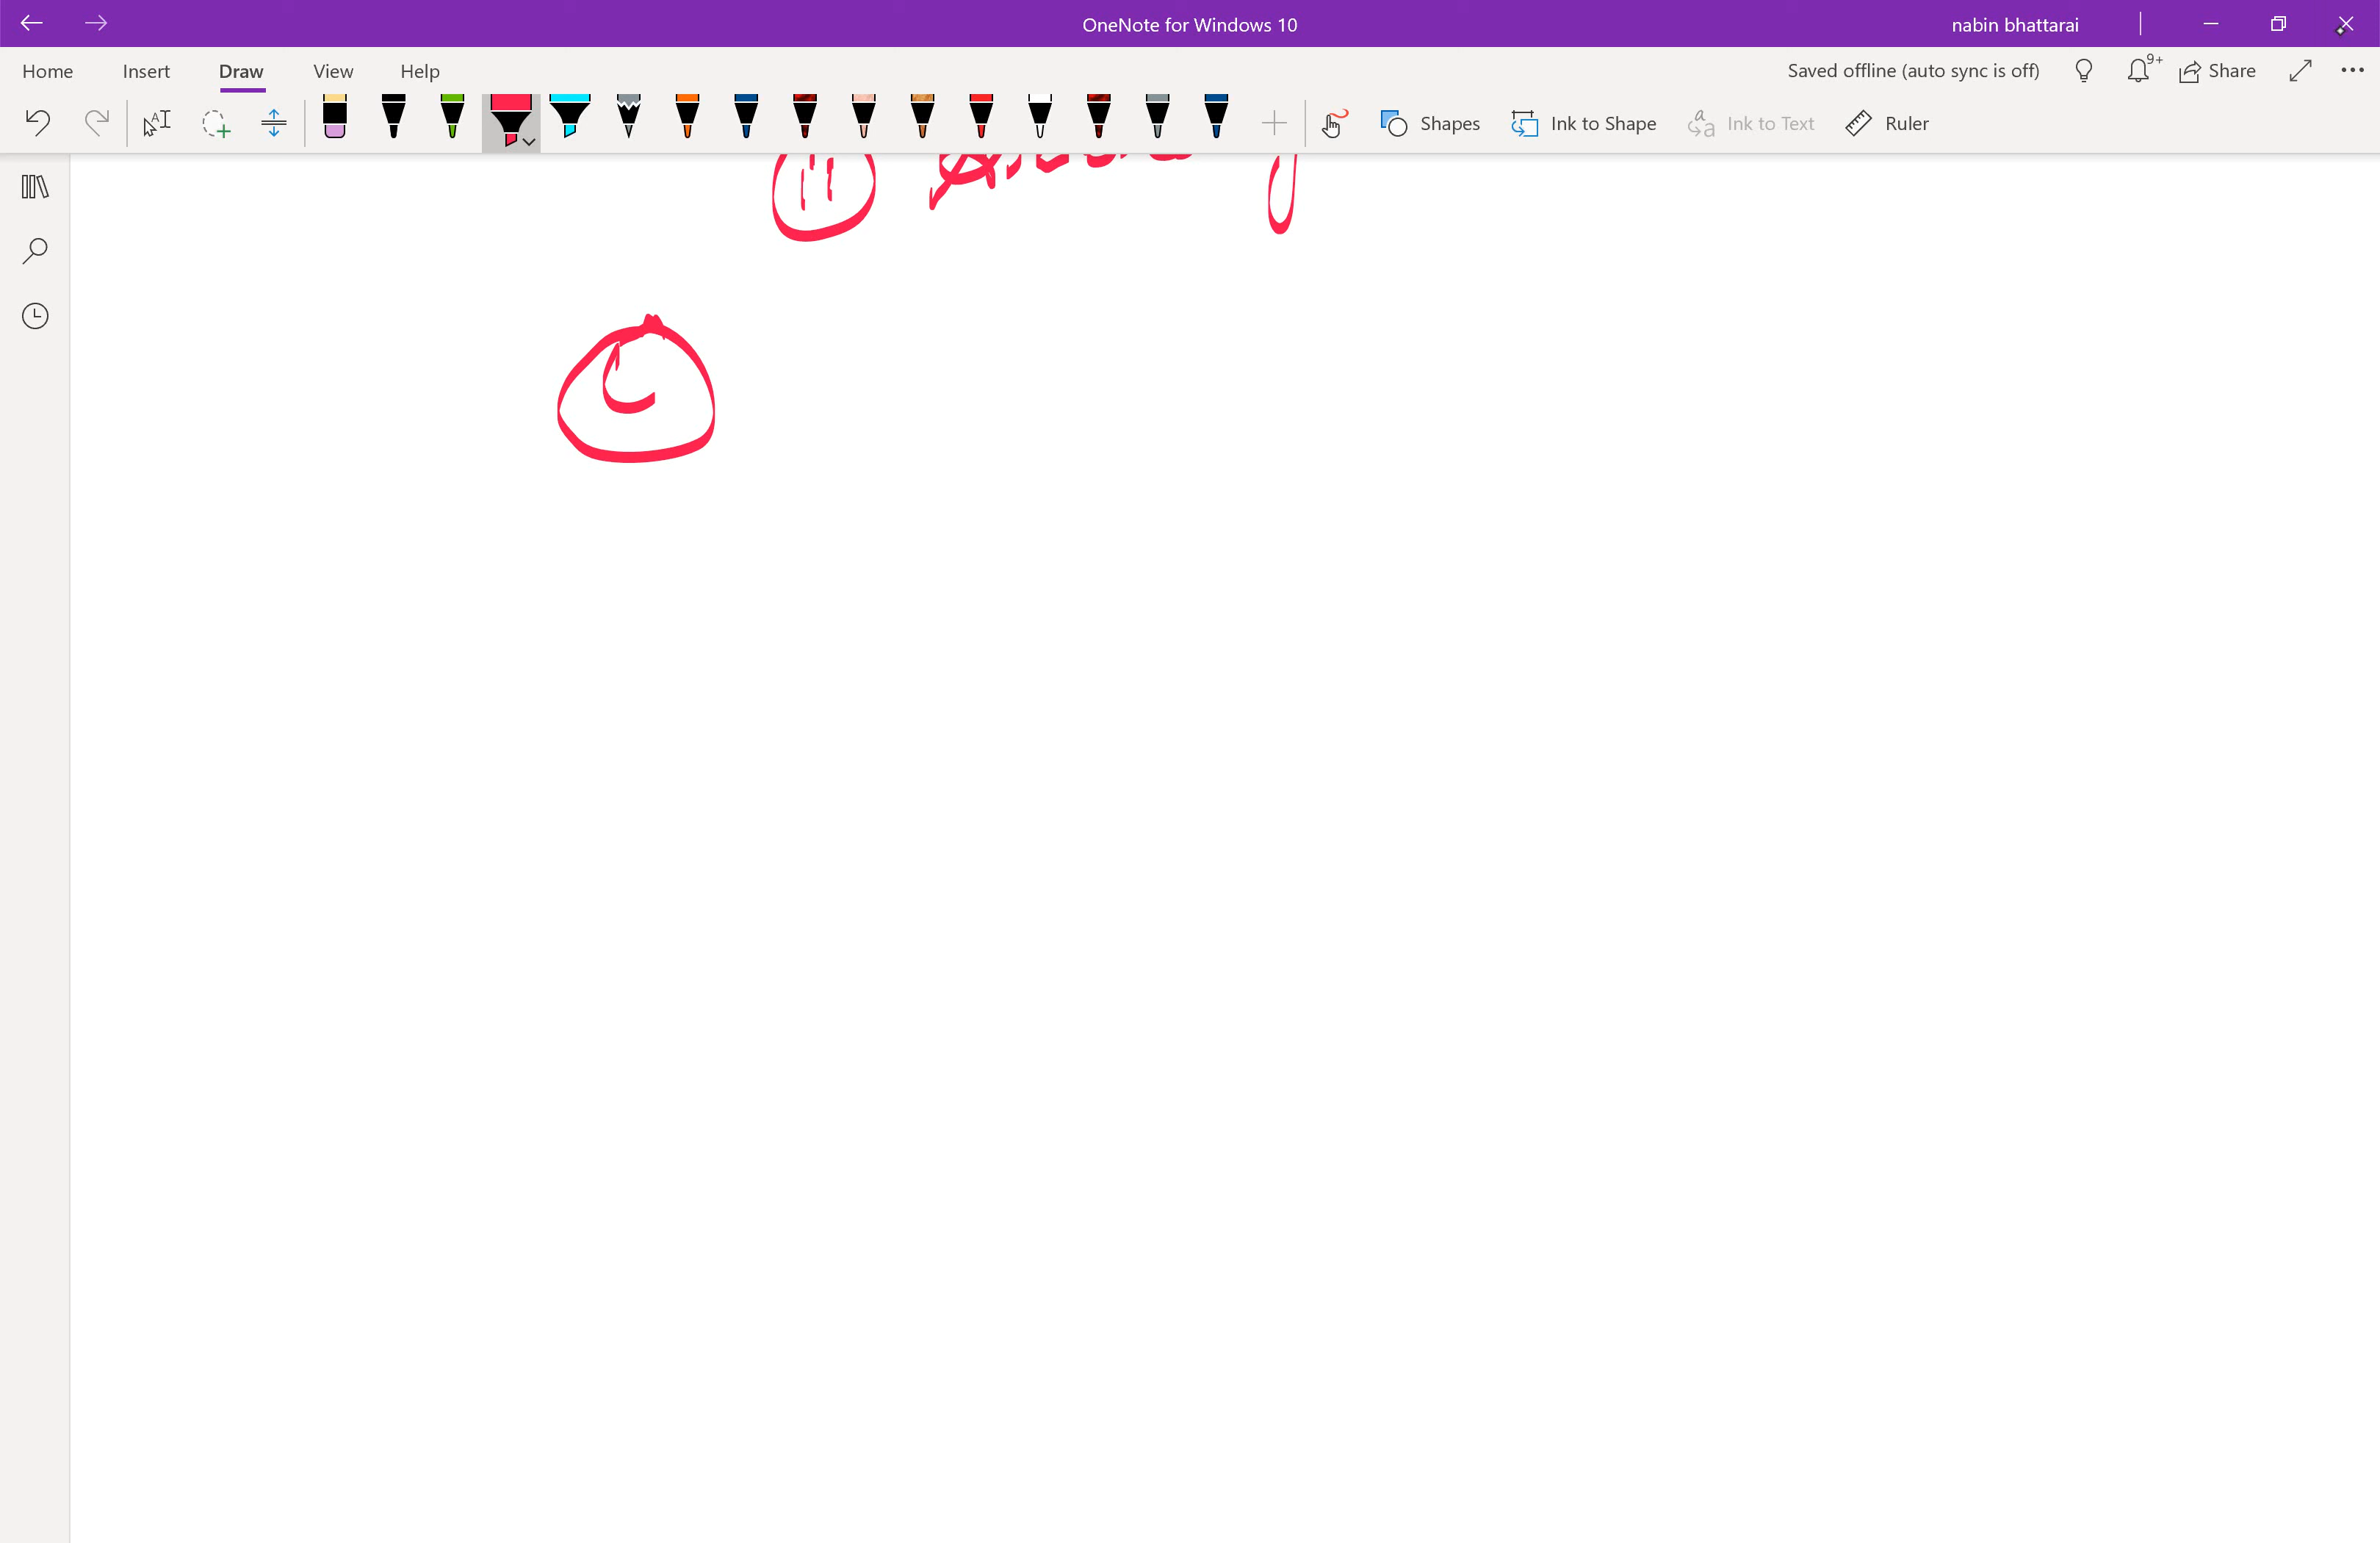 OneNote for Windows 10
nabin bhattarai
Home Insert Draw View Help
Saved offline (auto sync is off) 9+ Share
Shapes Ink to Shape Ink to Text Ruler
C